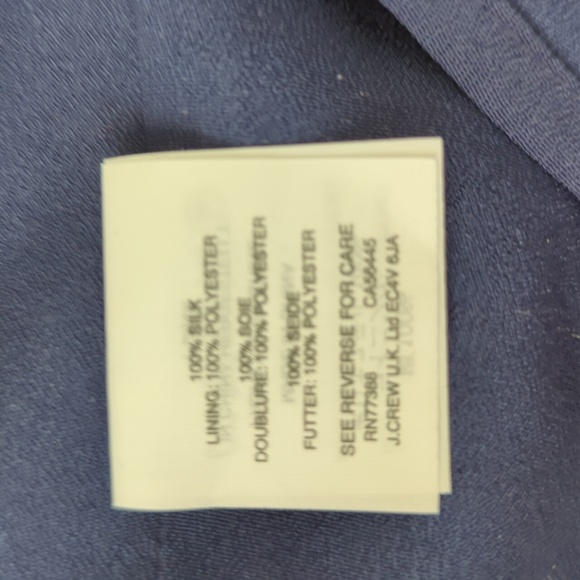 100% SILK
LINING: 100% POLYESTER
100% SOIE
DOUBLURE: 100% POLYESTER
100% SEIDE
FUTTER: 100% POLYESTER
SEE REVERSE FOR CARE
RN77388 CA56445
J.CREW U.K. Ltd EC4V 6JA